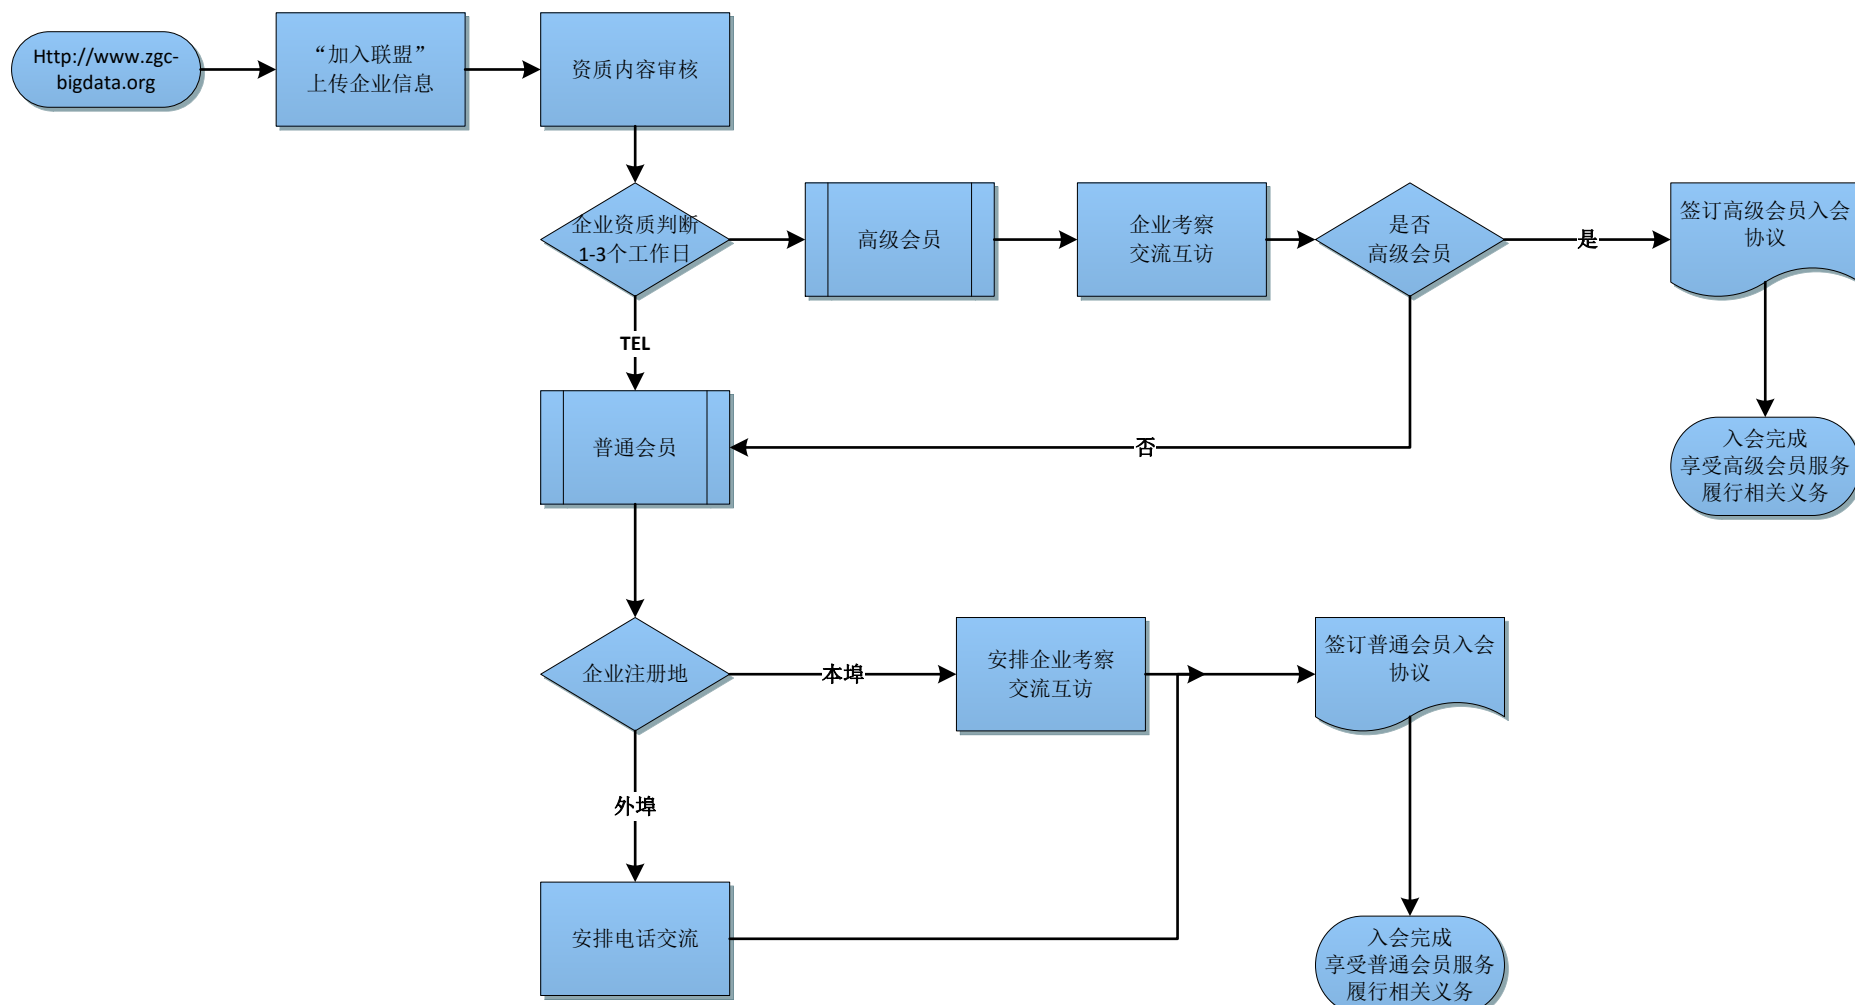 Http://www.zgc-
bigdata.org
“加入联盟”
上传企业信息
资质内容审核
企业资质判断
1-3个工作日
高级会员
企业考察
交流互访
是否
高级会员
是
签订高级会员入会
协议
TEL
普通会员
否
入会完成
享受高级会员服务
履行相关义务
企业注册地
本埠
安排企业考察
交流互访
签订普通会员入会
协议
外埠
安排电话交流
入会完成
享受普通会员服务
履行相关义务